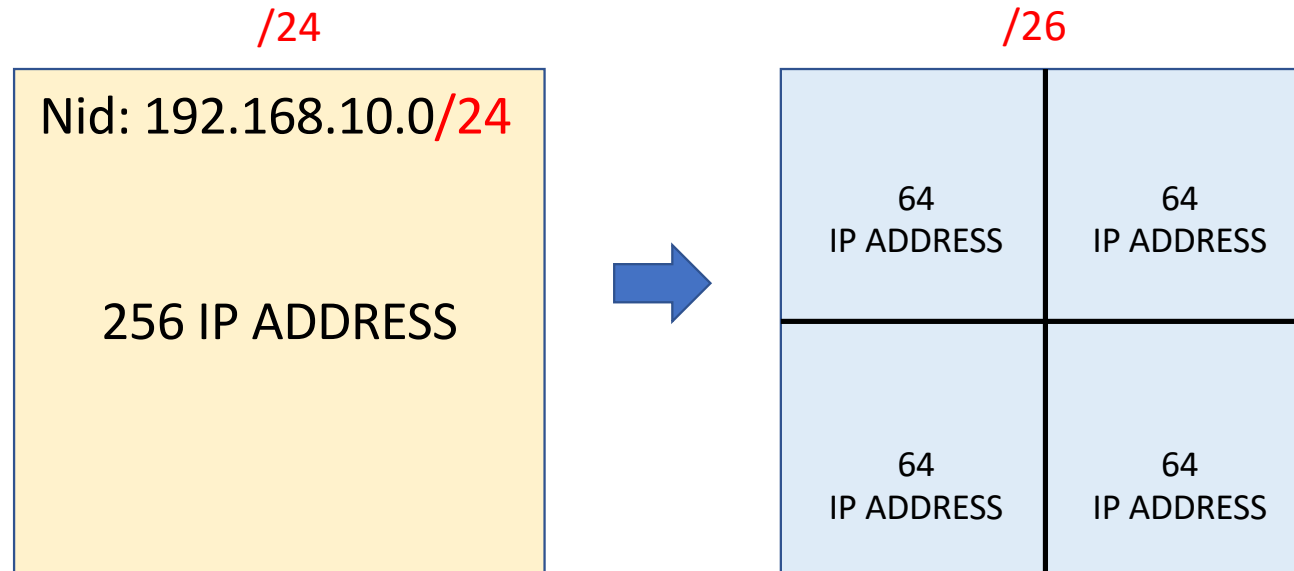 /24
Nid: 192.168.10.0/24
256 IP ADDRESS
/26
64
IP ADDRESS
64
IP ADDRESS
64
IP ADDRESS
64
IP ADDRESS